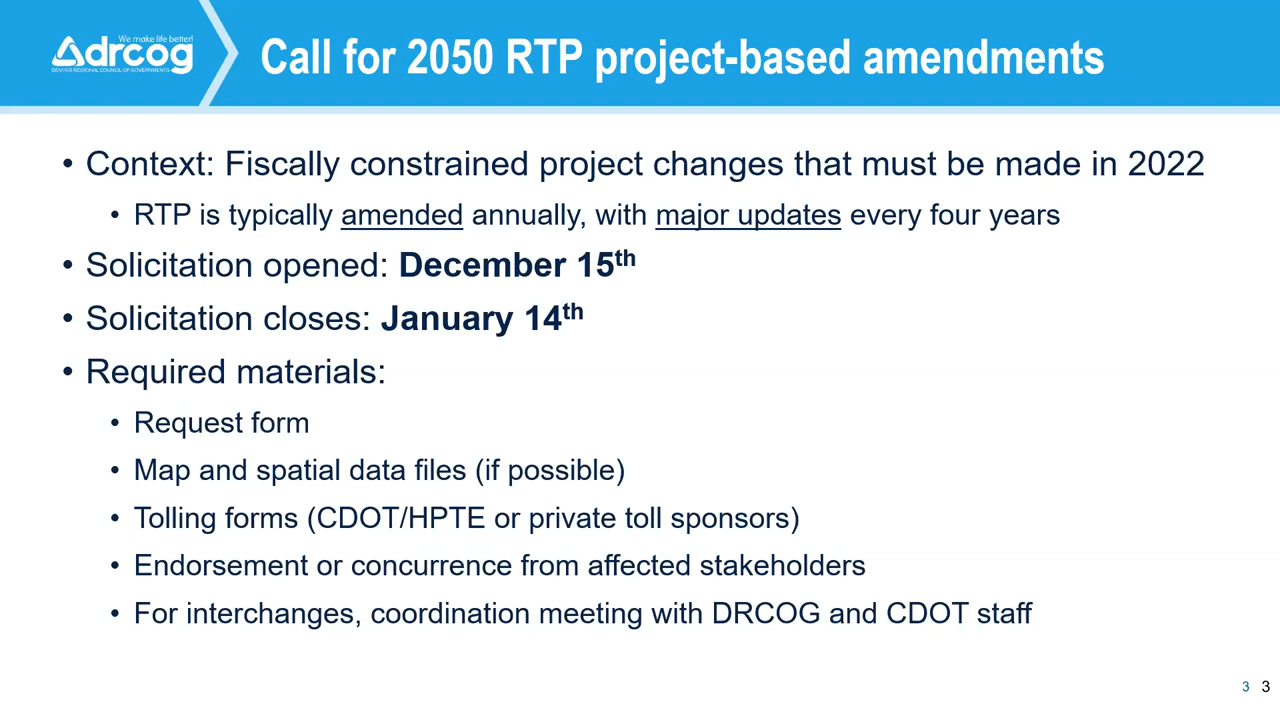 We make life better!
drcog
DENVER REGIONAL COUNCIL OF GOVERNMENTS
Call for 2050 RTP project-based amendments
• Context: Fiscally constrained project changes that must be made in 2022
• RTP is typically amended annually, with major updates every four years
• Solicitation opened: December 15th
• Solicitation closes: January 14th
• Required materials:
• Request form
• Map and spatial data files (if possible)
• Tolling forms (CDOT/HPTE or private toll sponsors)
• Endorsement or concurrence from affected stakeholders
• For interchanges, coordination meeting with DRCOG and CDOT staff
3 3